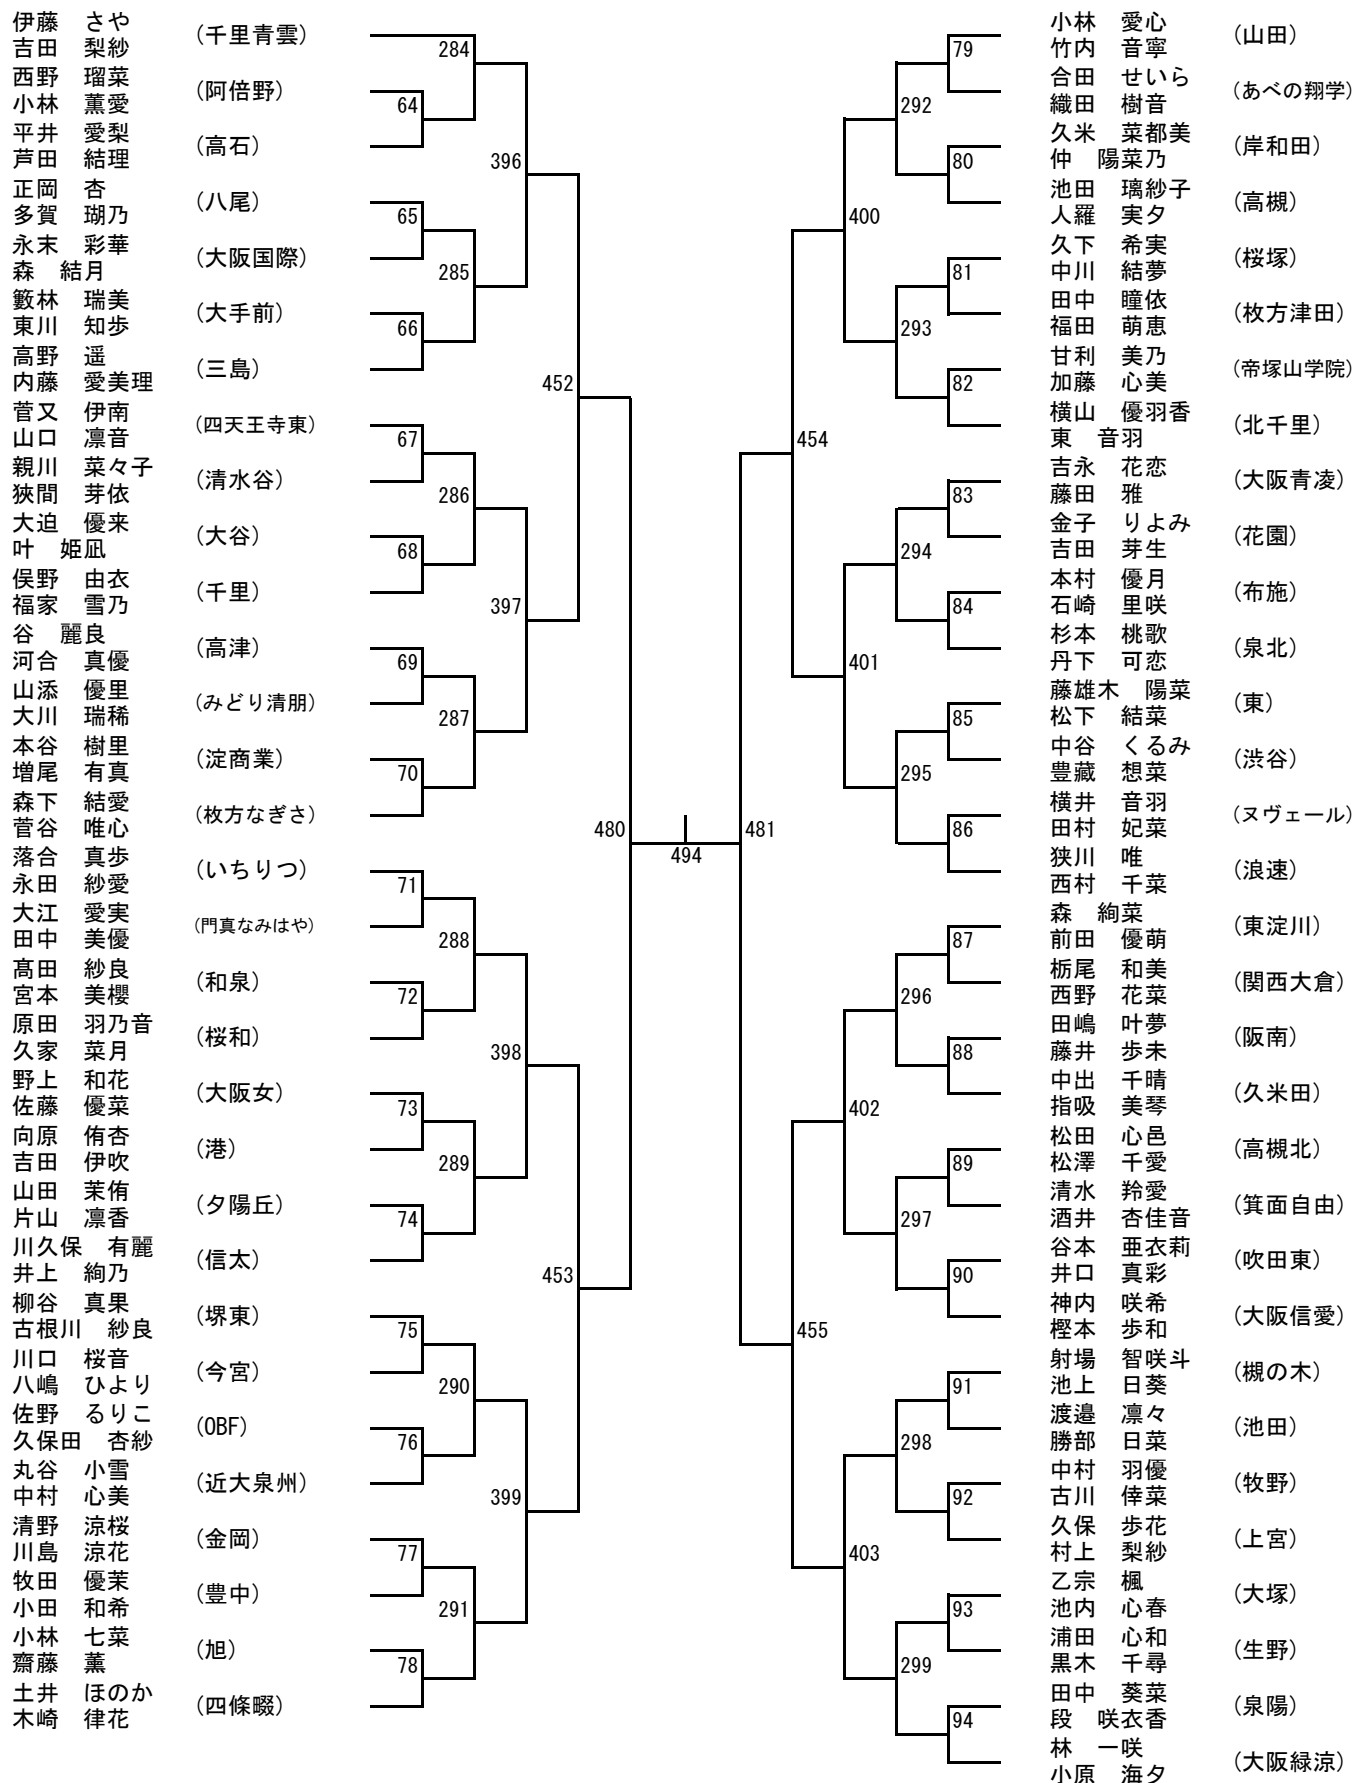 伊藤　さや
吉田　梨紗
(千里青雲)
西野　瑠菜
小林　薫愛
(阿倍野)
平井　愛梨
芦田　結理
(高石)
正岡　杏
多賀　瑚乃
(八尾)
永末　彩華
森　結月
(大阪国際)
籔林　瑞美
東川　知歩
(大手前)
高野　遥
内藤　愛美理
(三島)
菅又　伊南
山口　凛音
(四天王寺東)
親川　菜々子
狹間　芽依
(清水谷)
大迫　優来
叶　姫凪
(大谷)
俣野　由衣
福家　雪乃
(千里)
谷　麗良
河合　真優
(高津)
山添　優里
大川　瑞稀
(みどり清朋)
本谷　樹里
増尾　有真
(淀商業)
森下　結愛
菅谷　唯心
(枚方なぎさ)
落合　真歩
永田　紗愛
(いちりつ)
大江　愛実
田中　美優
(門真なみはや)
髙田　紗良
宮本　美櫻
(和泉)
原田　羽乃音
久家　菜月
(桜和)
野上　和花
佐藤　優菜
(大阪女)
向原　侑杏
吉田　伊吹
(港)
山田　茉侑
片山　凛香
(夕陽丘)
川久保　有麗
井上　絢乃
(信太)
柳谷　真果
古根川　紗良
(堺東)
川口　桜音
八嶋　ひより
(今宮)
佐野　るりこ
久保田　杏紗
(OBF)
丸谷　小雪
中村　心美
(近大泉州)
清野　涼桜
川島　涼花
(金岡)
牧田　優茉
小田　和希
(豊中)
小林　七菜
齋藤　薫
(旭)
土井　ほのか
木崎　律花
(四條畷)
284
64
396
65
285
66
452
67
286
68
397
69
287
70
480
71
288
72
398
73
289
74
453
75
290
76
399
77
291
78
494
79
292
80
400
81
293
82
454
83
294
84
401
85
295
86
481
87
296
88
402
89
297
90
455
91
298
92
403
93
299
94
小林　愛心
竹内　音寧
(山田)
合田　せいら
織田　樹音
(あべの翔学)
久米　菜都美
仲　陽菜乃
(岸和田)
池田　璃紗子
人羅　実夕
(高槻)
久下　希実
中川　結夢
(桜塚)
田中　瞳依
福田　萌恵
(枚方津田)
甘利　美乃
加藤　心美
(帝塚山学院)
横山　優羽香
東　音羽
(北千里)
吉永　花恋
藤田　雅
(大阪青凌)
金子　りよみ
吉田　芽生
(花園)
本村　優月
石崎　里咲
(布施)
杉本　桃歌
丹下　可恋
(泉北)
藤雄木　陽菜
松下　結菜
(東)
中谷　くるみ
豊藏　想菜
(渋谷)
横井　音羽
田村　妃菜
(ヌヴェール)
狭川　唯
西村　千菜
(浪速)
森　絢菜
前田　優萌
(東淀川)
栃尾　和美
西野　花菜
(関西大倉)
田嶋　叶夢
藤井　歩未
(阪南)
中出　千晴
指吸　美琴
(久米田)
松田　心邑
松澤　千愛
(高槻北)
清水　羚愛
酒井　杏佳音
(箕面自由)
谷本　亜衣莉
井口　真彩
(吹田東)
神内　咲希
樫本　歩和
(大阪信愛)
射場　智咲斗
池上　日葵
(槻の木)
渡邉　凛々
勝部　日菜
(池田)
中村　羽優
古川　倖菜
(牧野)
久保　歩花
村上　梨紗
(上宮)
乙宗　楓
池内　心春
(大塚)
浦田　心和
黒木　千尋
(生野)
田中　葵菜
段　咲衣香
(泉陽)
林　一咲
小原　海夕
(大阪緑涼)